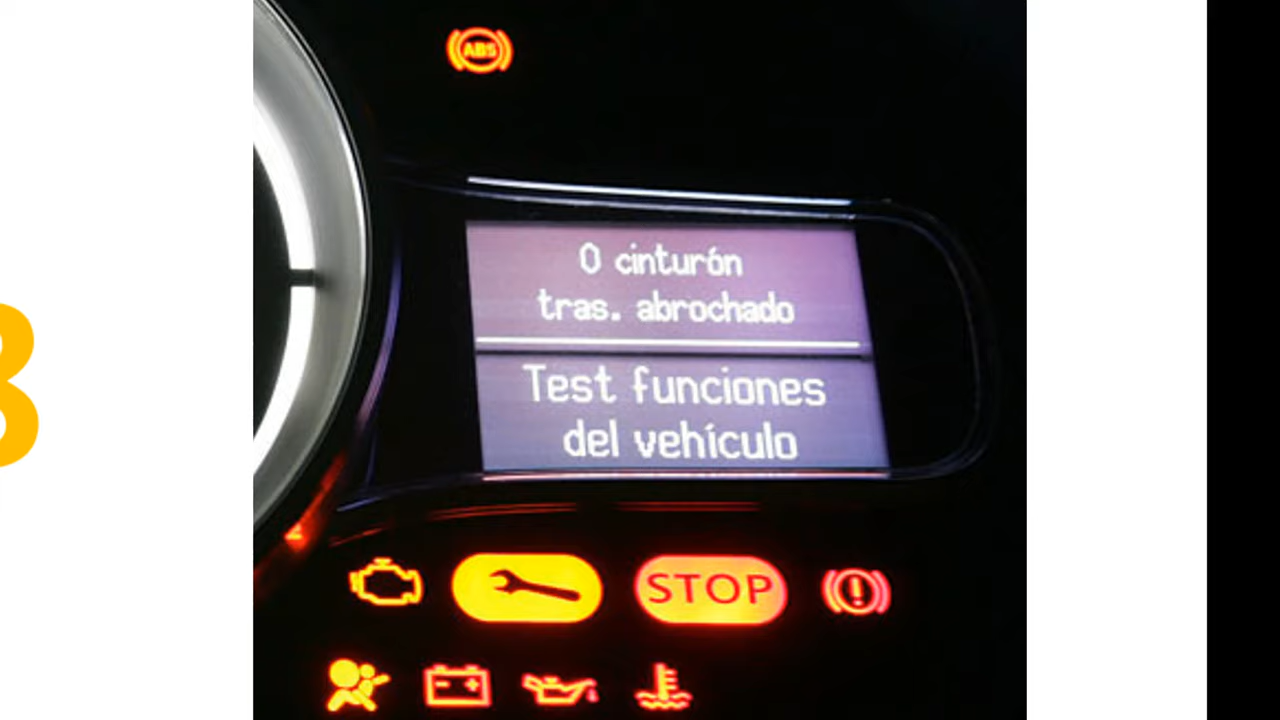 ABS
0 cinturón
tras. abrochado
Test funciones
del vehículo
STOP